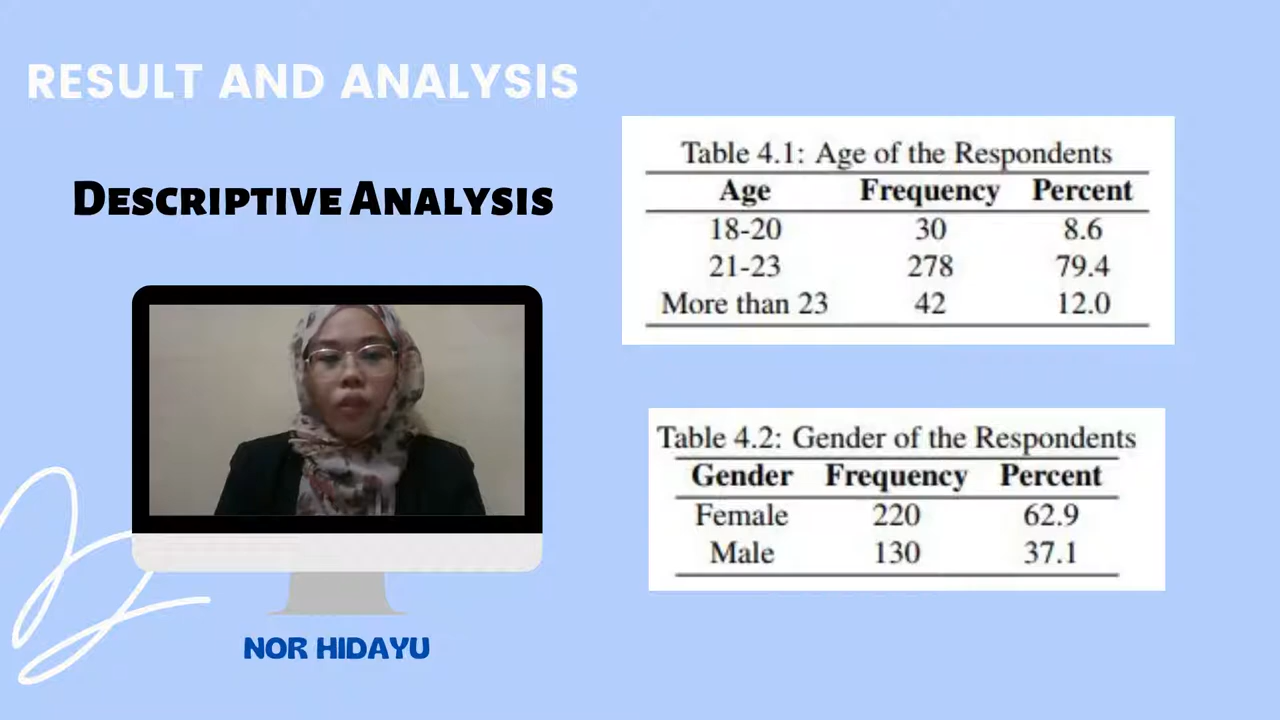 RESULT AND ANALYSIS
DESCRIPTIVE ANALYSIS
NOR HIDAYU
Table 4.1: Age of the Respondents
Age Frequency Percent
18-20 30 8.6
21-23 278 79.4
More than 23 42 12.0
Table 4.2: Gender of the Respondents
Gender Frequency Percent
Female 220 62.9
Male 130 37.1